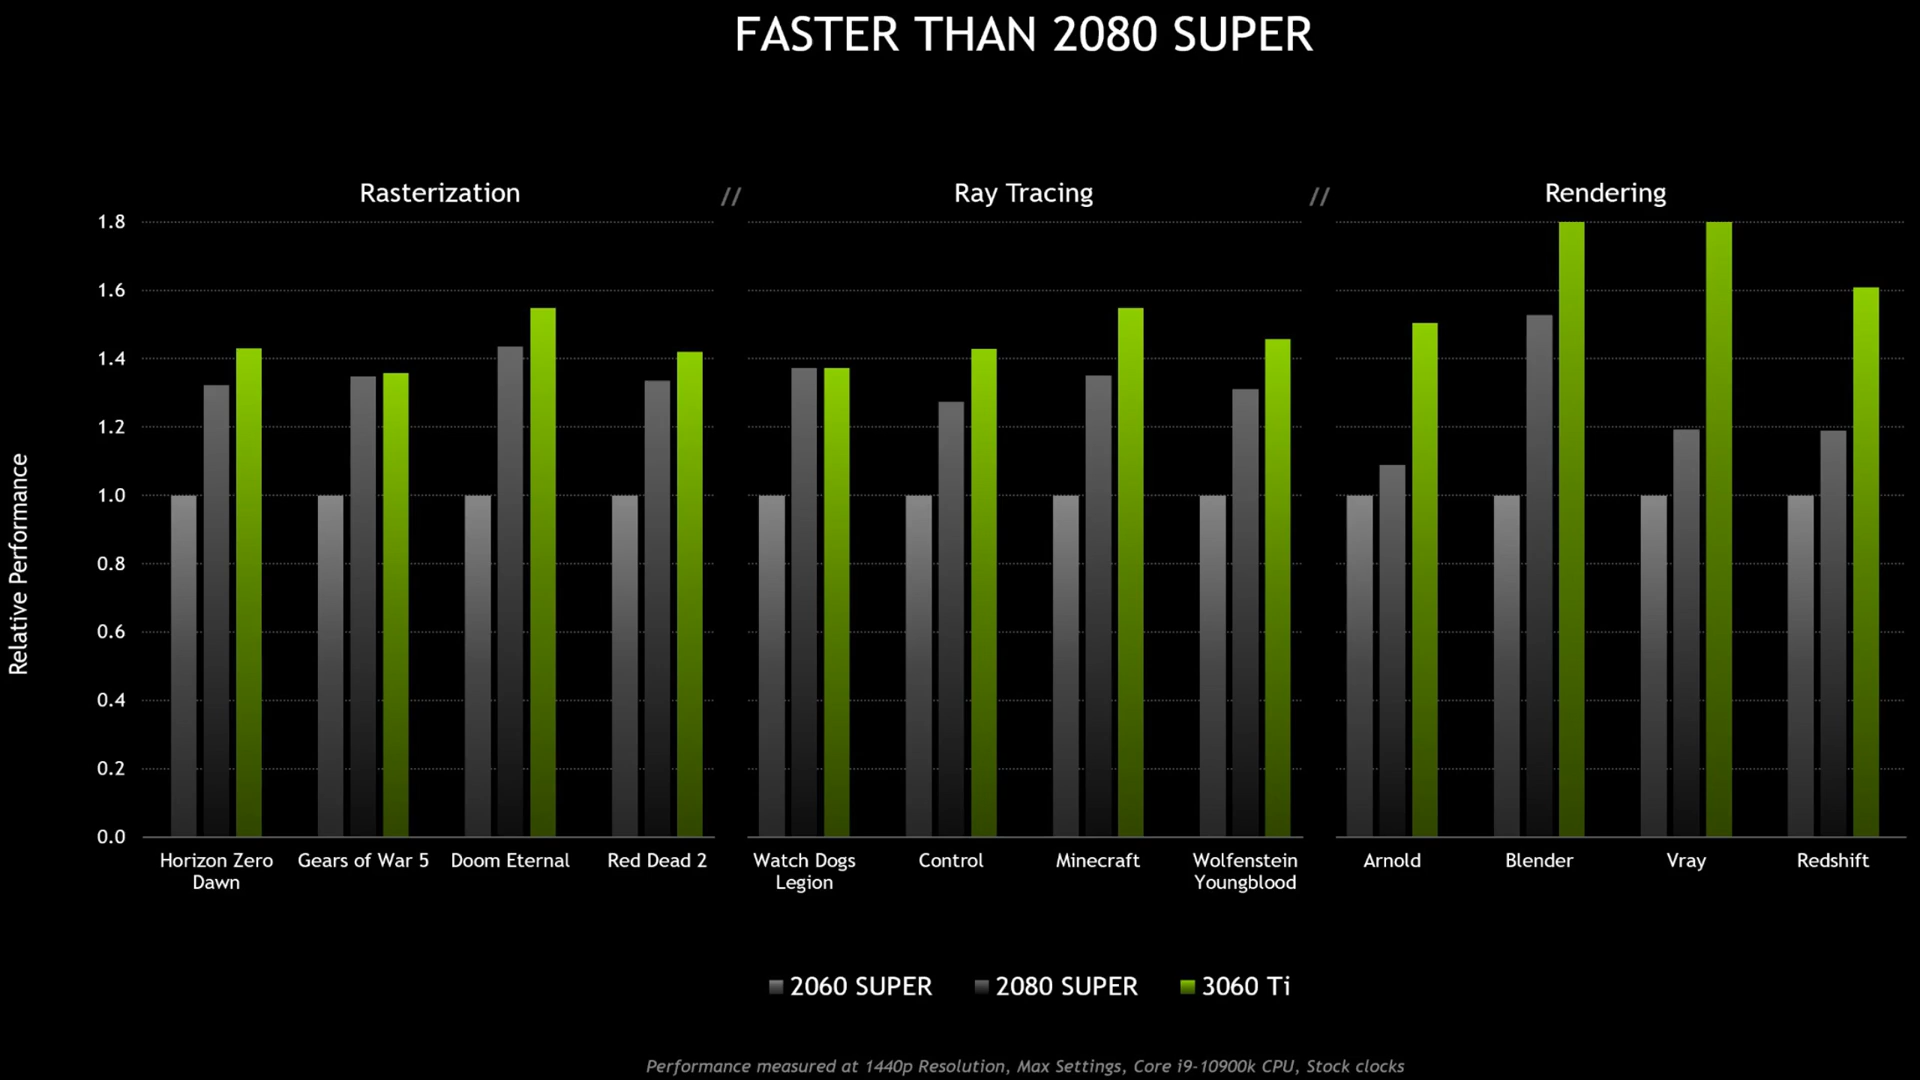 FASTER THAN 2080 SUPER
Rasterization // Ray Tracing // Rendering
1.8
1.6
1.4
1.2
1.0
0.8
0.6
0.4
0.2
0.0
Relative Performance
Horizon Zero
Dawn
Gears of War 5
Doom Eternal
Red Dead 2
Watch Dogs
Legion
Control
Minecraft
Wolfenstein
Youngblood
Arnold
Blender
Vray
Redshift
2060 SUPER 2080 SUPER 3060 Ti
Performance measured at 1440p Resolution, Max Settings, Core i9-10900k CPU, Stock clocks